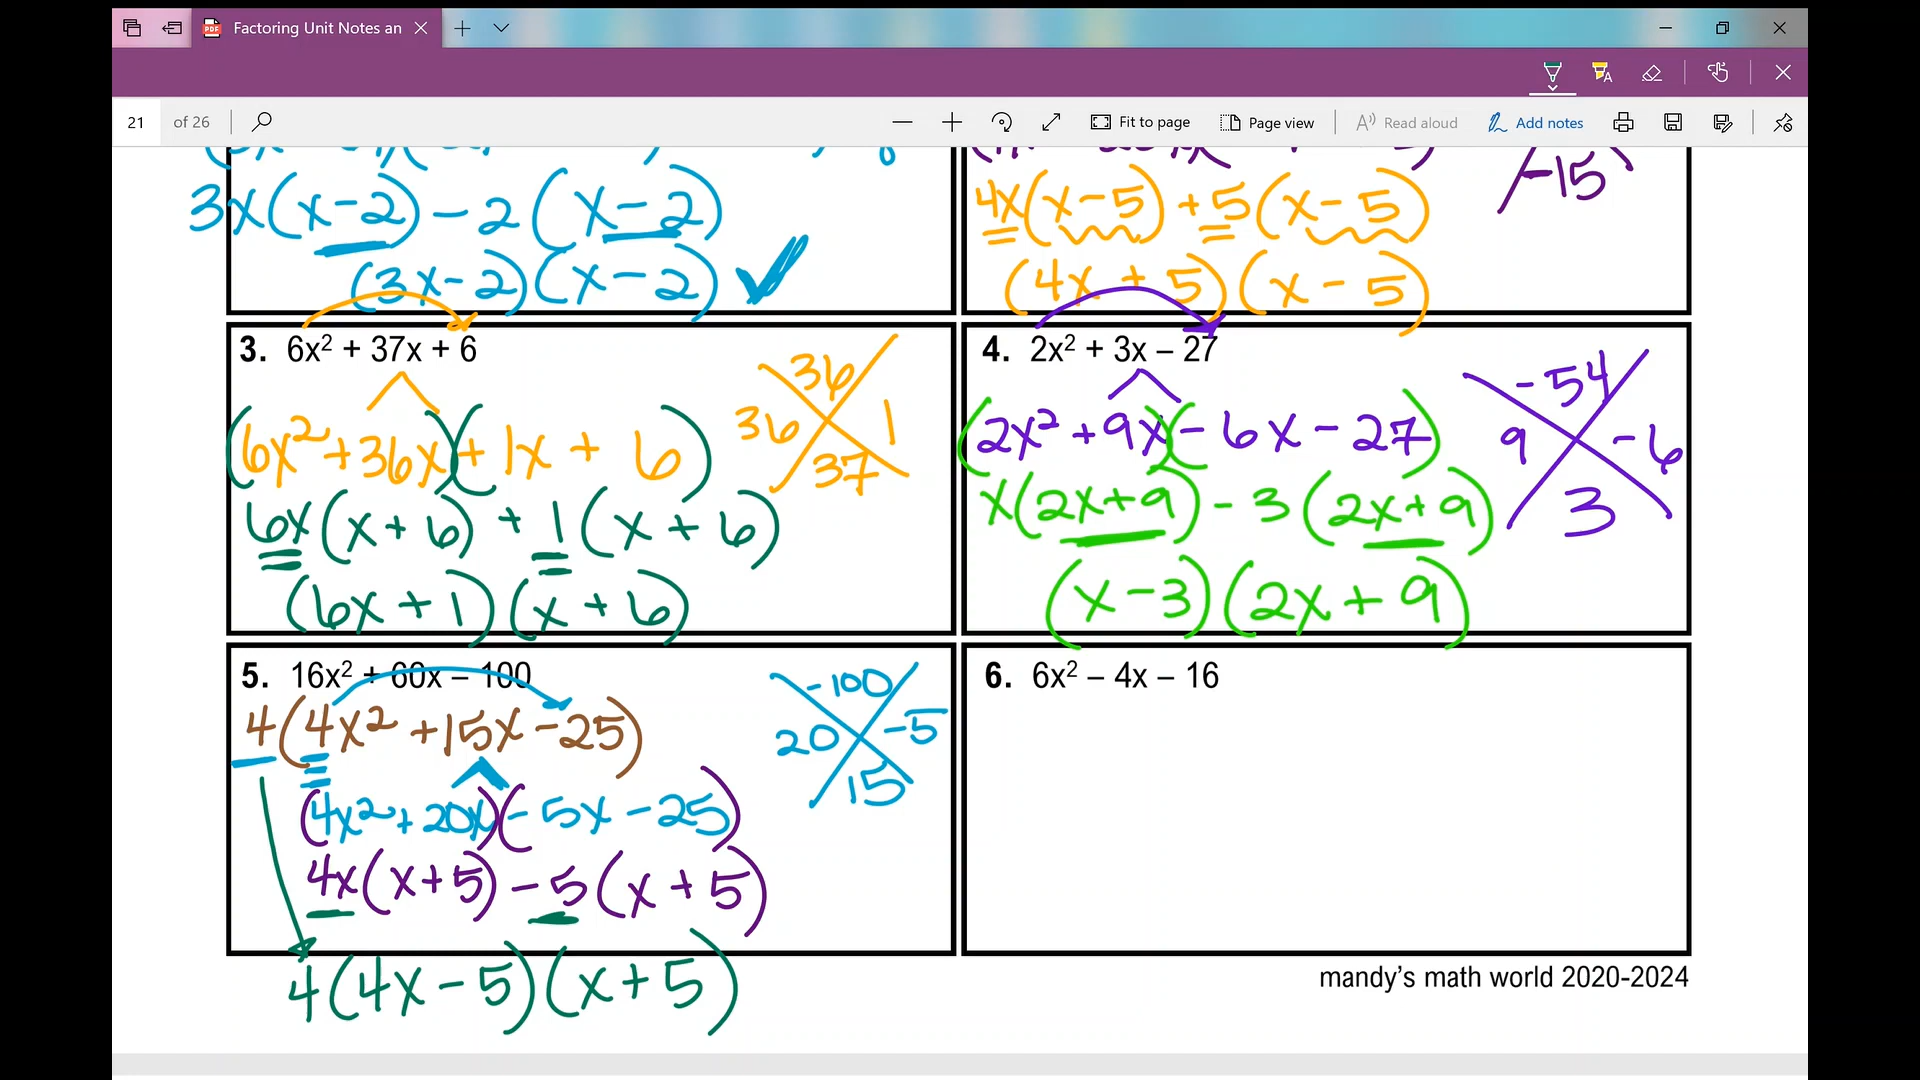 Factoring Unit Notes an
21 of 26
Fit to page
Page view
Read aloud
Add notes
3x(x-2) - 2(x-2)
(3x-2)(x-2) ✓
-15
4x(x-5) + 5(x-5)
(4x + 5)(x - 5)
3. 6x² + 37x + 6
(6x² + 36x)(+ 1x + 6)
6x(x + 6) + 1(x + 6)
(6x + 1)(x + 6)
36
36 1
37
4. 2x² + 3x – 27
(2x² + 9x)(- 6x - 27)
x(2x+9) - 3(2x+9)
(x - 3)(2x + 9)
-54
9 -6
3
5. 16x² + 60x – 100
4(4x² + 15x - 25)
(4x² + 20x)(- 5x - 25)
4x(x+5) - 5(x + 5)
4(4x - 5)(x + 5)
-100
20 -5
15
6. 6x² – 4x – 16
mandy's math world 2020-2024